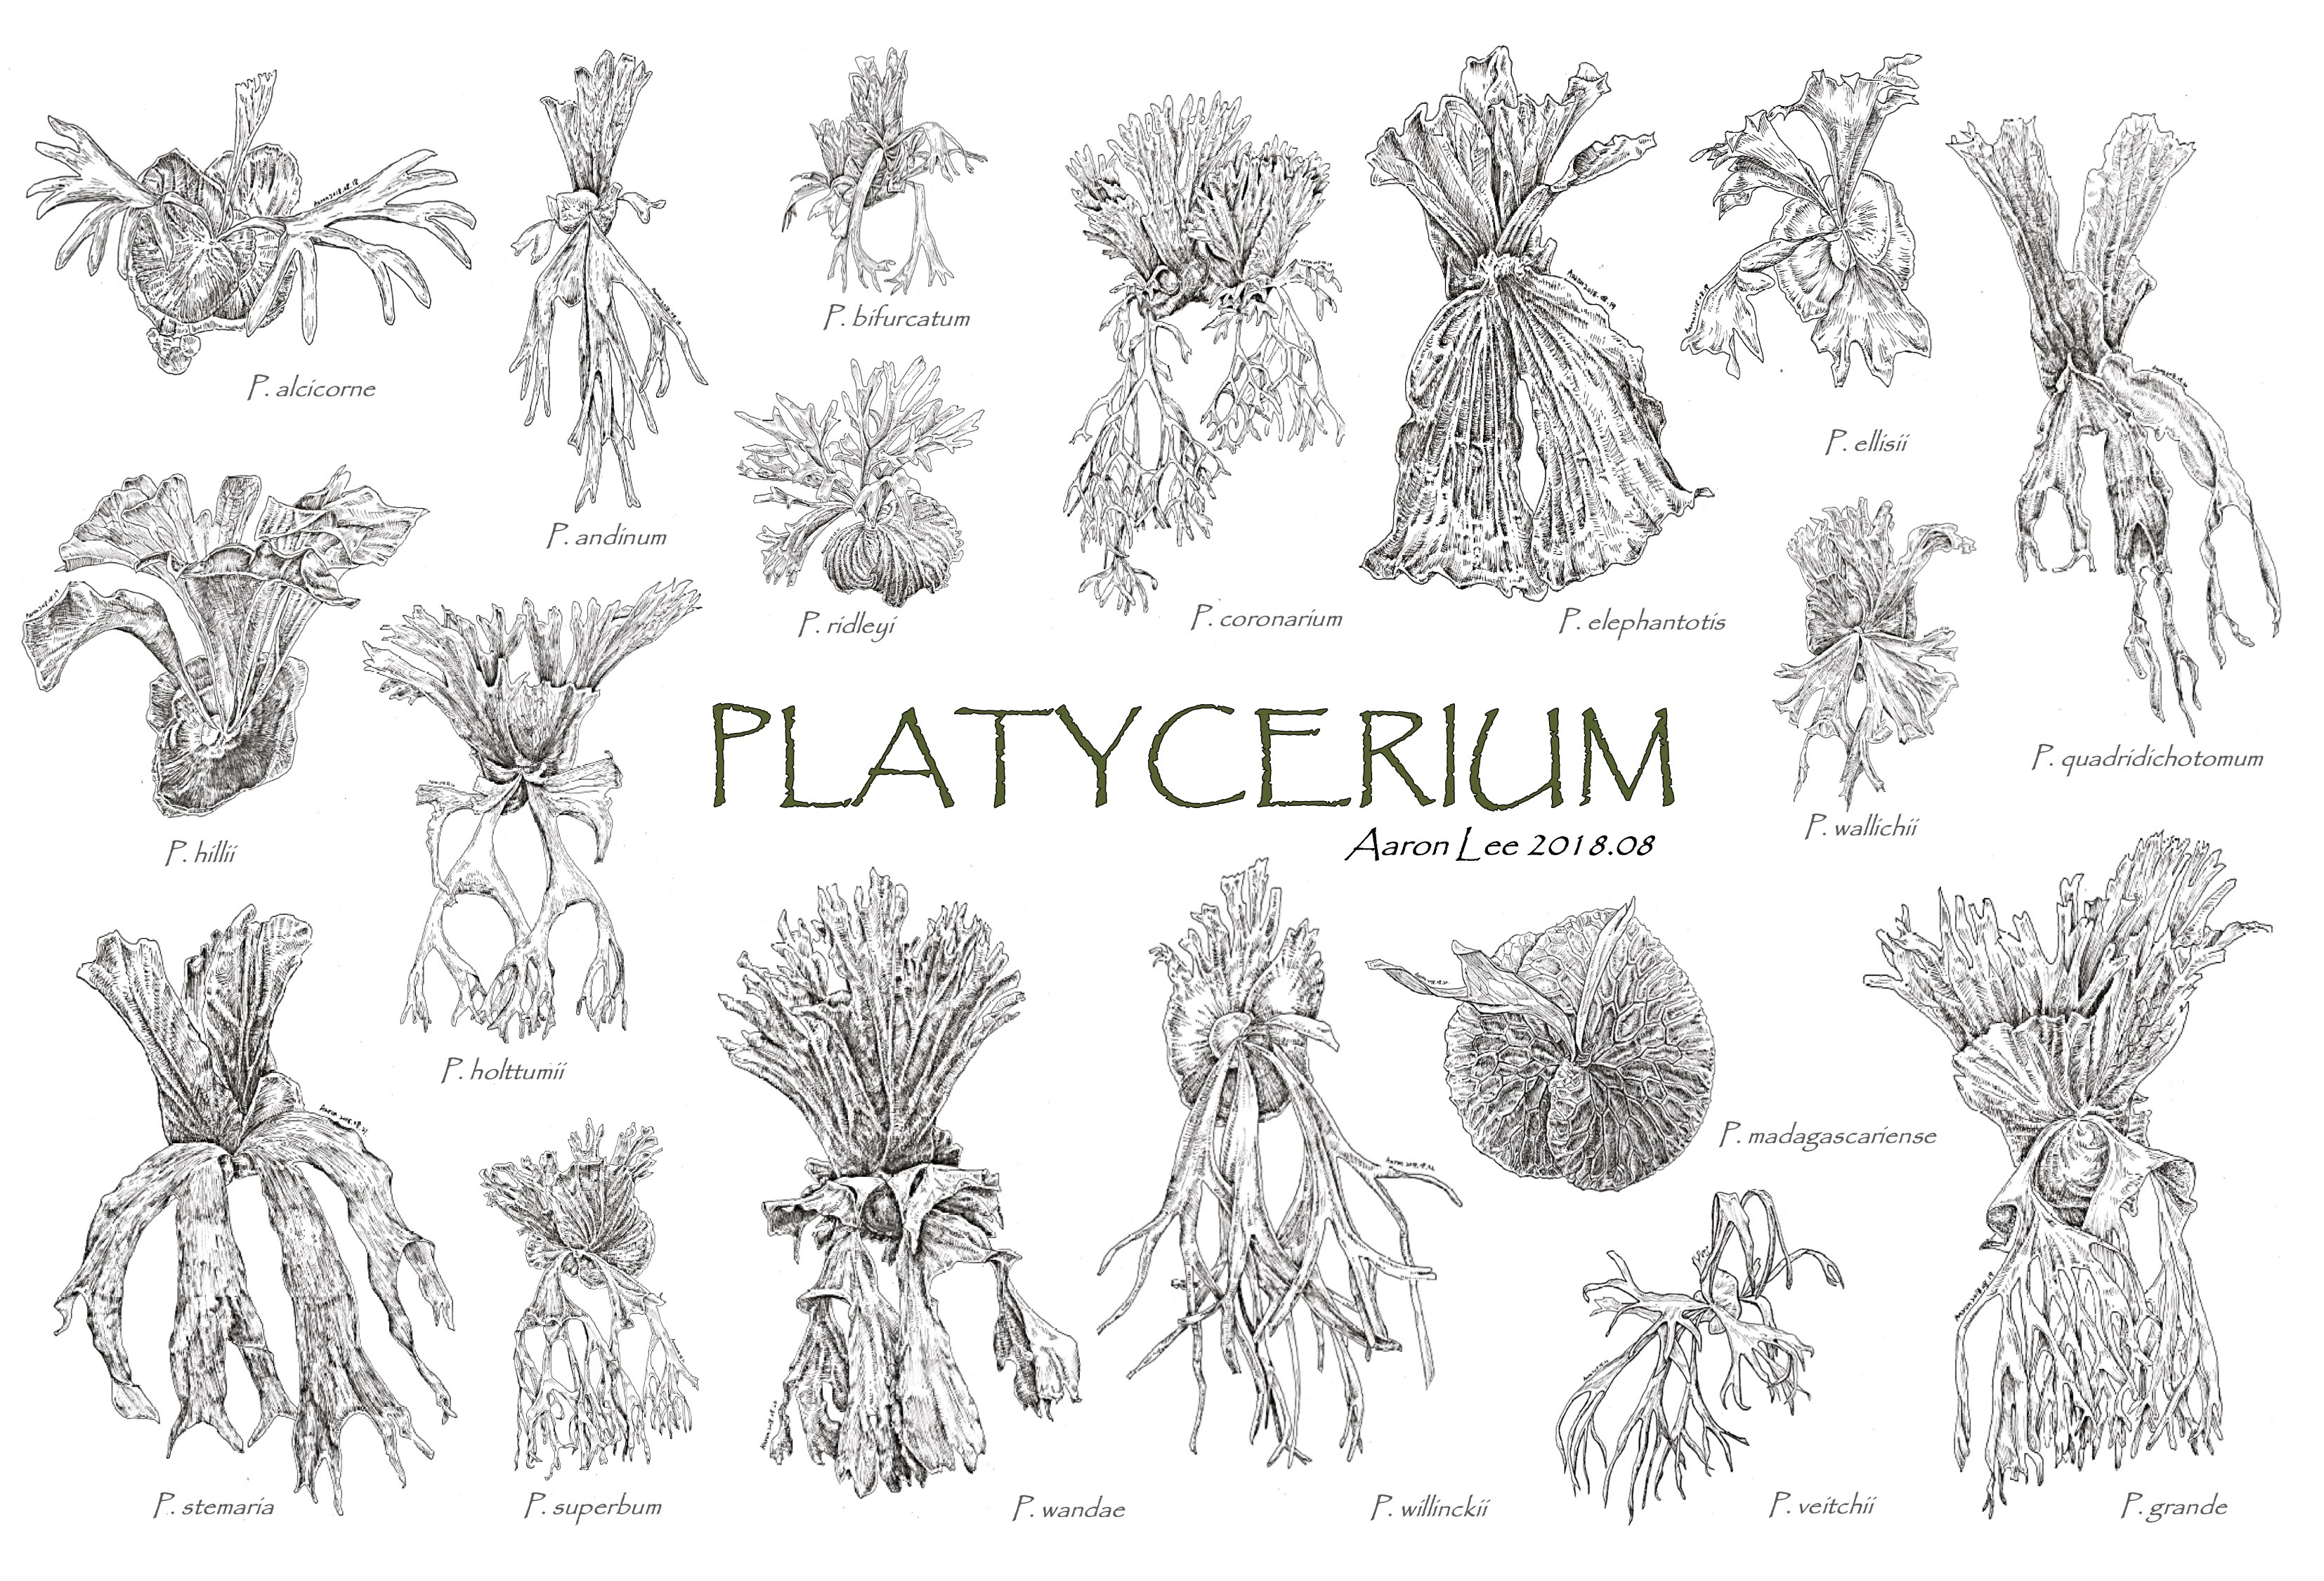 P. alcicorne
P. andinum
P. bifurcatum
P. ridleyi
P. coronarium
P. elephantotis
P. ellisii
P. quadridichotomum
P. wallichii
P. hillii
P. holttumii
PLATYCERIUM
Aaron Lee 2018.08
P. stemaria
P. superbum
P. wandae
P. willinckii
P. madagascariense
P. veitchii
P. grande